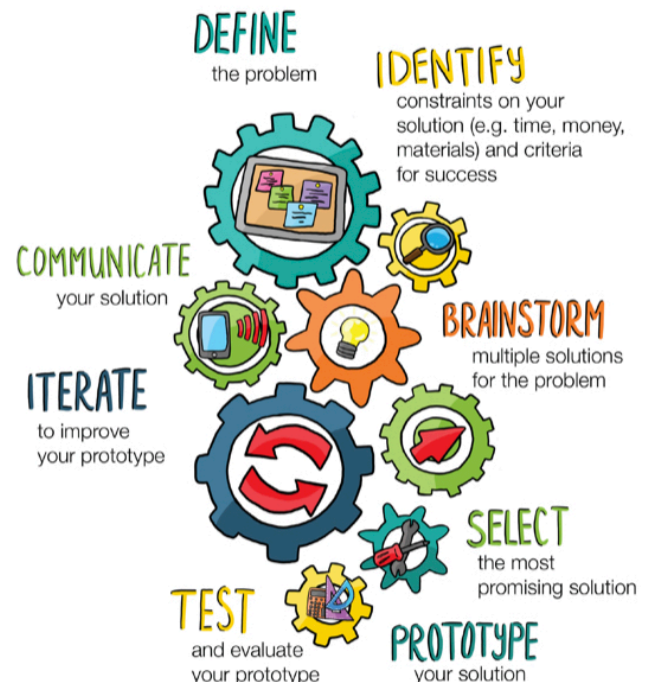 DEFINE
the problem
IDENTIFY
constraints on your
solution (e.g. time, money,
materials) and criteria
for success
BRAINSTORM
multiple solutions
for the problem
SELECT
the most
promising solution
PROTOTYPE
your solution
TEST
and evaluate
your prototype
ITERATE
to improve
your prototype
COMMUNICATE
your solution